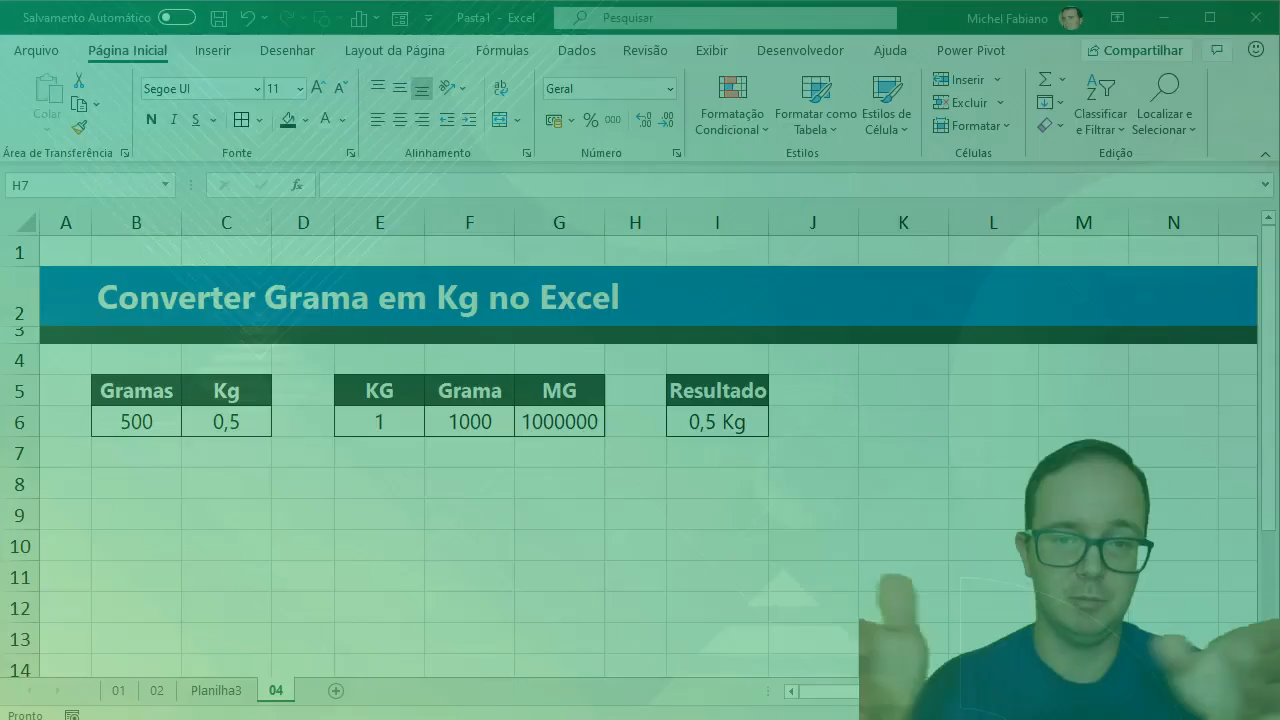 Salvamento Automático Pasta1 - Excel Pesquisar Michel Fabiano
Arquivo Página Inicial Inserir Desenhar Layout da Página Fórmulas Dados Revisão Exibir Desenvolvedor Ajuda Power Pivot Compartilhar
Colar
Segoe UI 11
N I S
ab
Geral
% 000
Formatação Condicional
Formatar como Tabela
Estilos de Célula
Inserir
Excluir
Formatar
Classificar e Filtrar
Localizar e Selecionar
Área de Transferência Fonte Alinhamento Número Estilos Células Edição
H7 fx
A B C D E F G H I J K L M N
1
2 Converter Grama em Kg no Excel
3
4
5 Gramas Kg KG Grama MG Resultado
6 500 0,5 1 1000 1000000 0,5 Kg
7
8
9
10
11
12
13
14
01 02 Planilha3 04
Pronto